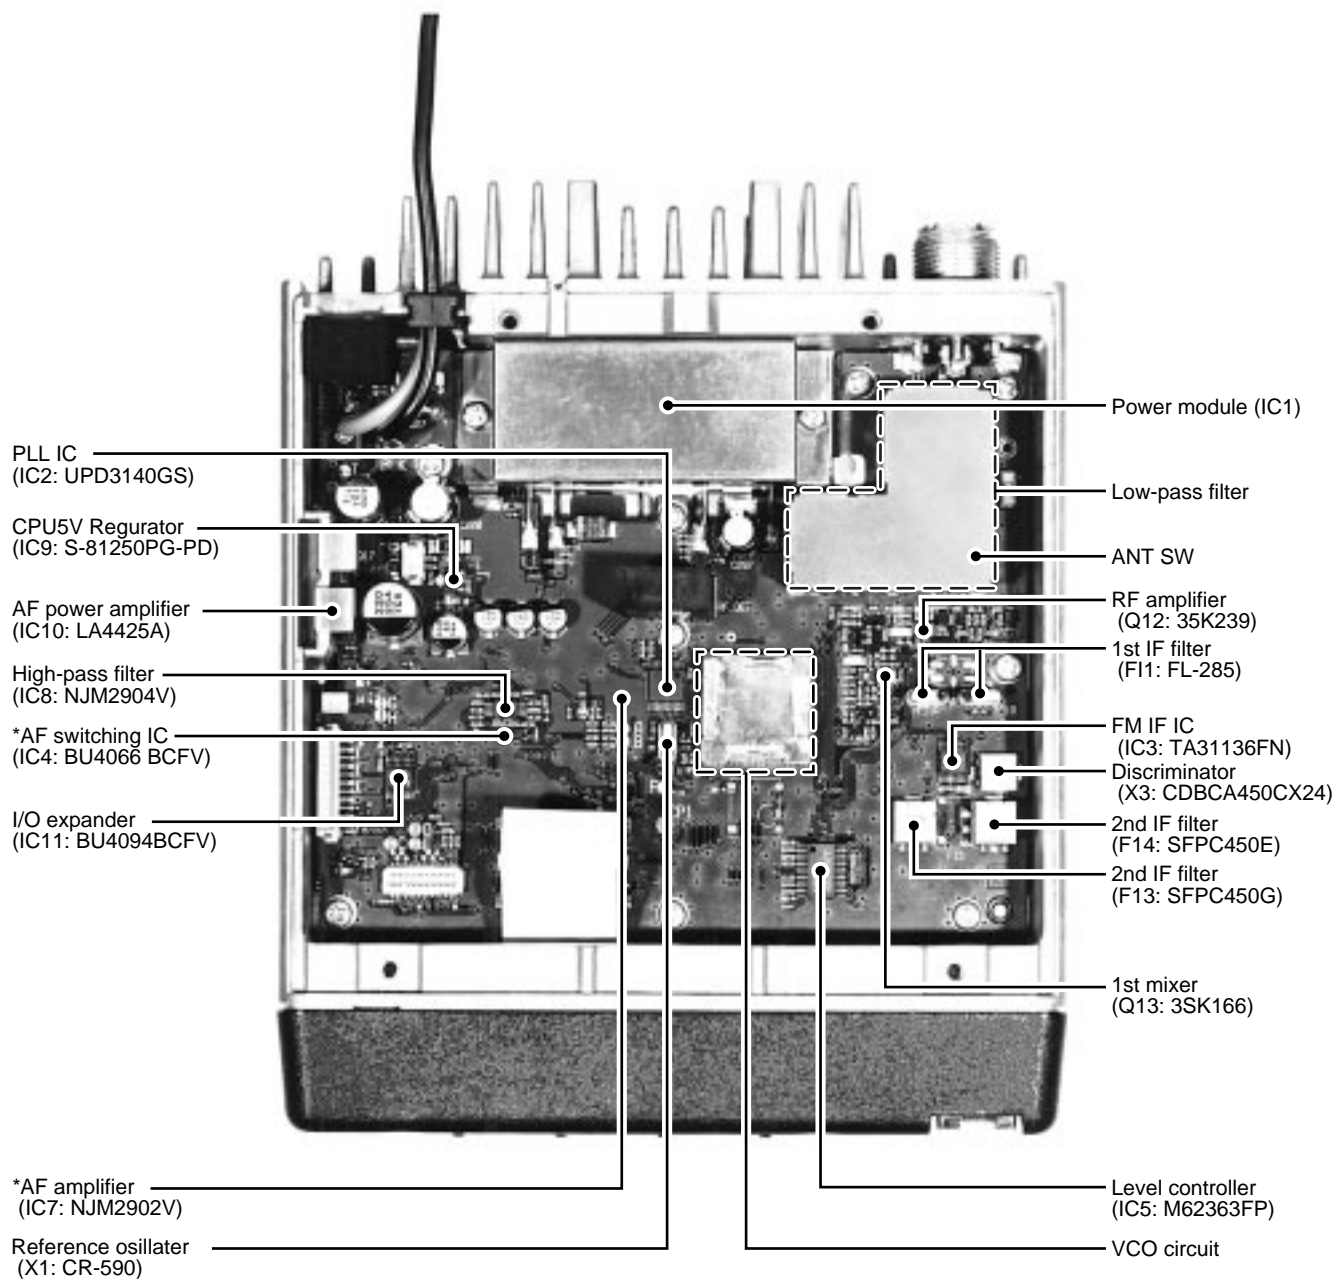 PLL IC
(IC2: UPD3140GS)
CPU5V Regurator
(IC9: S-81250PG-PD)
AF power amplifier
(IC10: LA4425A)
High-pass filter
(IC8: NJM2904V)
*AF switching IC
(IC4: BU4066 BCFV)
I/O expander
(IC11: BU4094BCFV)
*AF amplifier
(IC7: NJM2902V)
Reference osillater
(X1: CR-590)
Power module (IC1)
Low-pass filter
ANT SW
RF amplifier
(Q12: 35K239)
1st IF filter
(FI1: FL-285)
FM IF IC
(IC3: TA31136FN)
Discriminator
(X3: CDBCA450CX24)
2nd IF filter
(F14: SFPC450E)
2nd IF filter
(F13: SFPC450G)
1st mixer
(Q13: 3SK166)
Level controller
(IC5: M62363FP)
VCO circuit